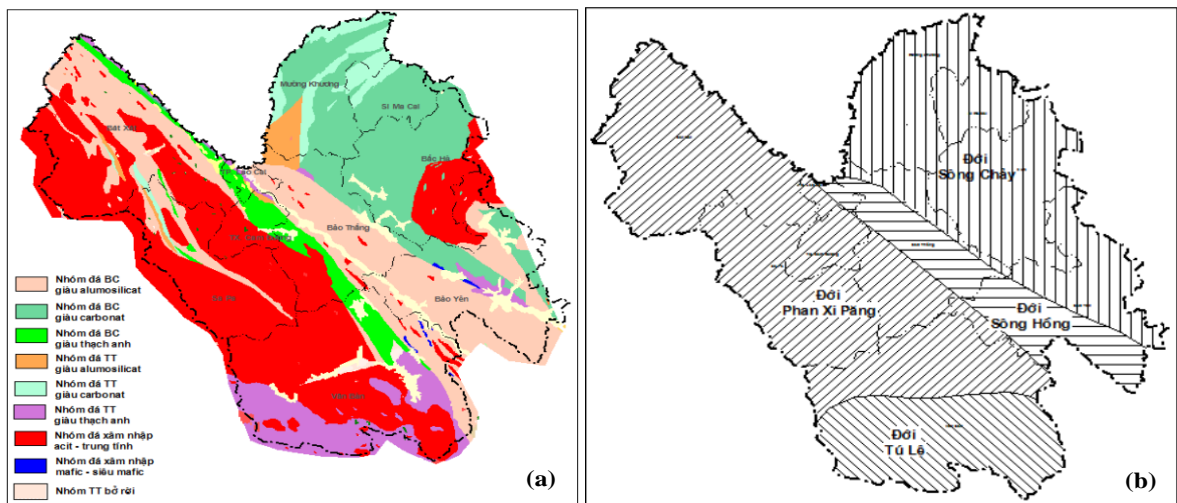 Mường Khương
Si Ma Cai
Bát Xát
Bắc Hà
TP. Lào Cai
Bảo Thắng
Bảo Yên
Sa Pa
Văn Bàn
Nhóm đá BC
giàu alumosilicat
Nhóm đá BC
giàu carbonat
Nhóm đá BC
giàu thạch anh
Nhóm đá TT
giàu alumosilicat
Nhóm đá TT
giàu carbonat
Nhóm đá TT
giàu thạch anh
Nhóm đá xâm nhập
acit - trung tính
Nhóm đá xâm nhập
mafic - siêu mafic
Nhóm TT bở rời
(a)
Đới
Sông Chảy
Đới
Phan Xi Păng
Đới
Sông Hồng
Đới
Tú Lệ
(b)